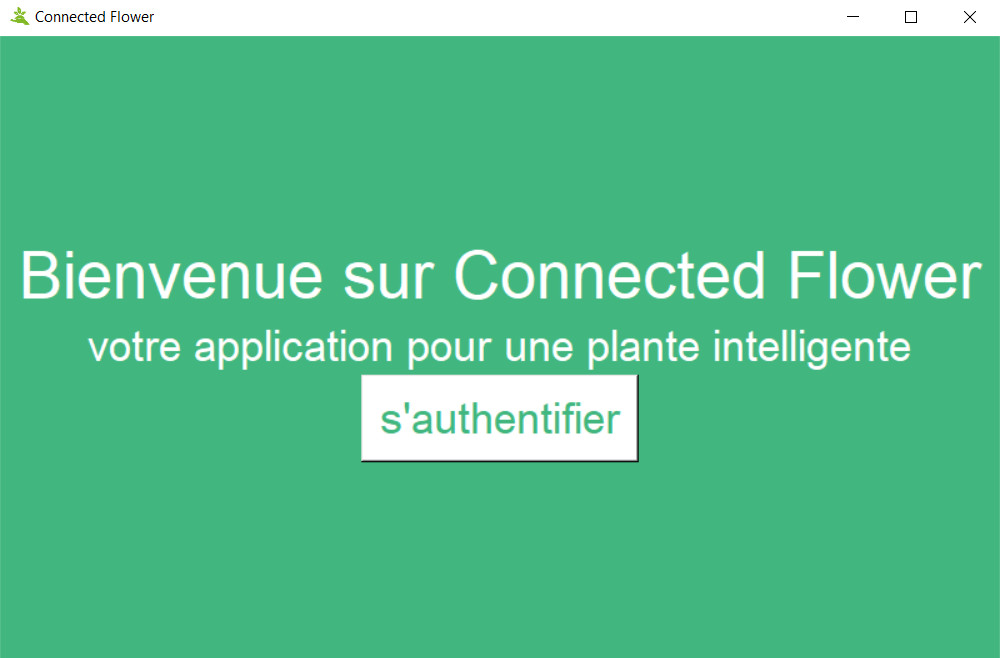 Connected Flower
Bienvenue sur Connected Flower
votre application pour une plante intelligente
s'authentifier